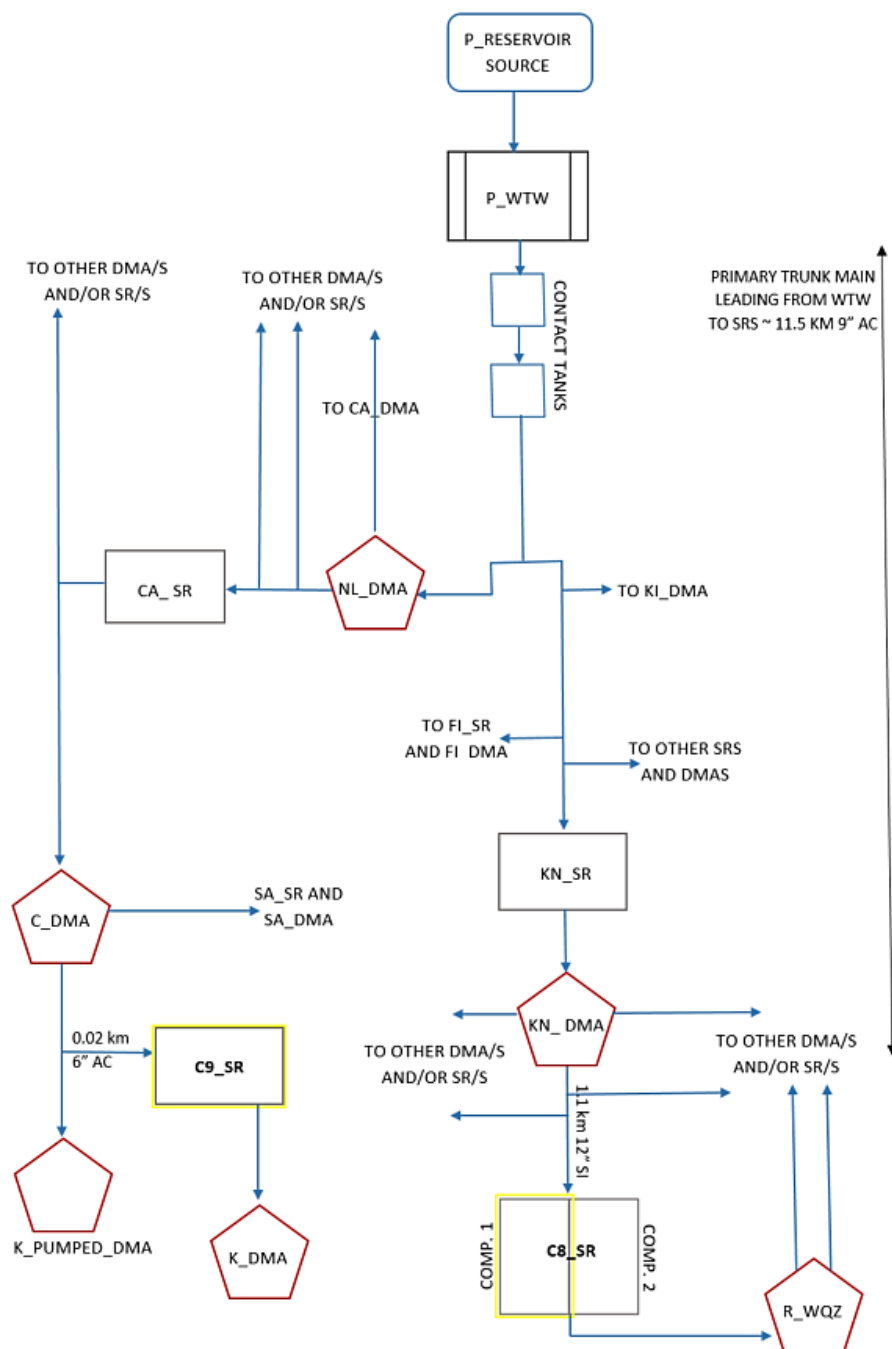 P_RESERVOIR
SOURCE
P_WTW
TO OTHER DMA/S
AND/OR SR/S
TO OTHER DMA/S
AND/OR SR/S
CONTACT TANKS
PRIMARY TRUNK MAIN
LEADING FROM WTW
TO SRS ~ 11.5 KM 9” AC
TO CA_DMA
CA_ SR
NL_DMA
TO KI_DMA
TO FI_SR
AND FI_DMA
TO OTHER SRS
AND DMAS
KN_SR
C_DMA
SA_SR AND
SA_DMA
KN_ DMA
0.02 km
6” AC
C9_SR
TO OTHER DMA/S
AND/OR SR/S
TO OTHER DMA/S
AND/OR SR/S
1.1 km 12” SI
K_PUMPED_DMA
K_DMA
COMP. 1
C8_SR
COMP. 2
R_WQZ